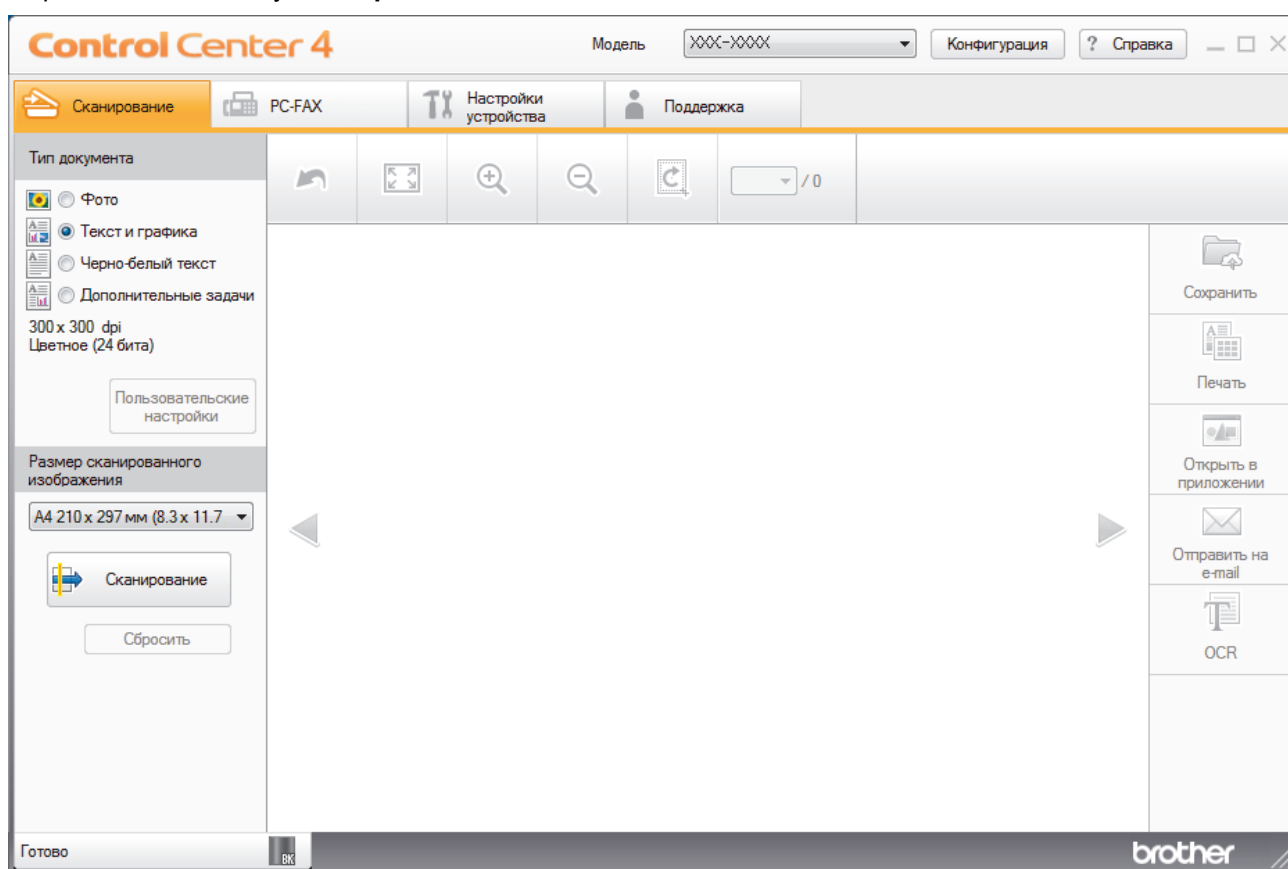 Control Center 4
Модель
XXX-XXXX
Конфигурация
? Справка
Сканирование
PC-FAX
Настройки
устройства
Поддержка
Тип документа
/ 0
Фото
Текст и графика
Черно-белый текст
Дополнительные задачи
300 x 300 dpi
Цветное (24 бита)
Пользовательские
настройки
Размер сканированного
изображения
A4 210 x 297 мм (8.3 x 11.7
Сканирование
Сбросить
Сохранить
Печать
Открыть в
приложении
Отправить на
e-mail
OCR
Готово
BK
brother